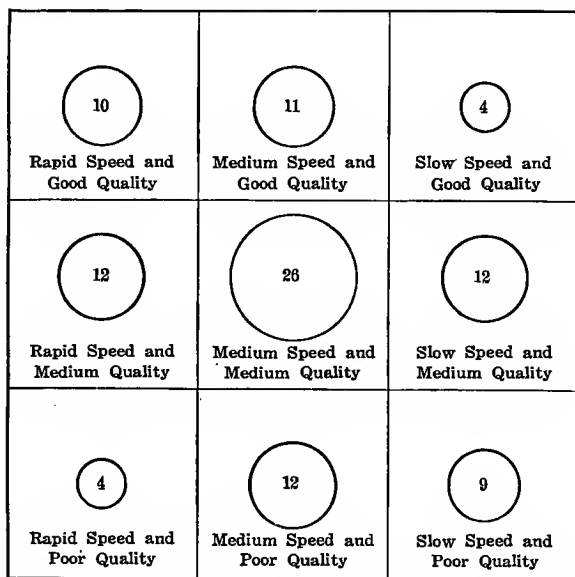 10
Rapid Speed and
Good Quality
11
Medium Speed and
Good Quality
4
Slow Speed and
Good Quality
12
Rapid Speed and
Medium Quality
26
Medium Speed and
Medium Quality
12
Slow Speed and
Medium Quality
4
Rapid Speed and
Poor Quality
12
Medium Speed and
Poor Quality
9
Slow Speed and
Poor Quality